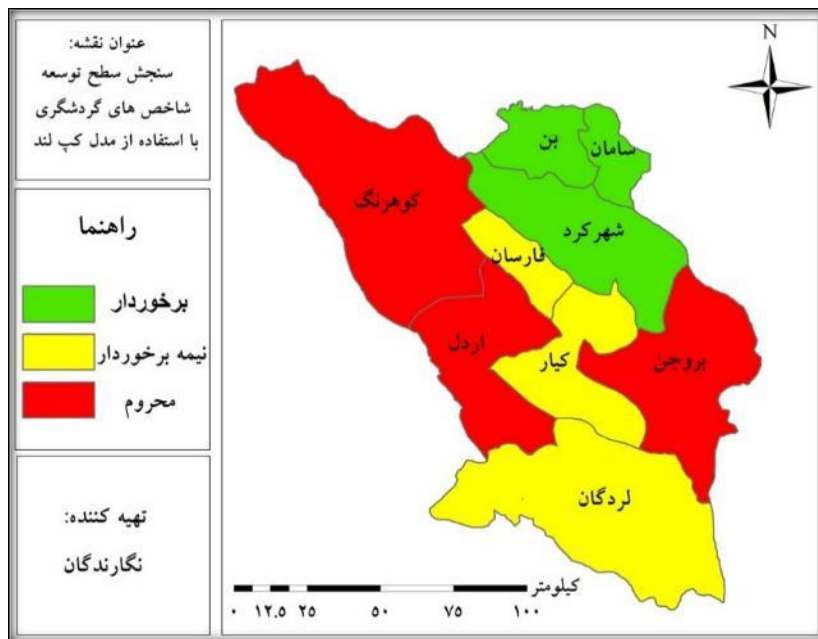 عنوان نقشه:
سنجش سطح توسعه
شاخص های گردشگری
با استفاده از مدل کپ لند
راهنما
برخوردار
نیمه برخوردار
محروم
تهیه کننده:
نگارندگان
N
بن
سامان
کوهرنگ
شهرکرد
فارسان
اردل
کیار
بروجن
لردگان
کیلومتر
۰ ۱۲.۵ ۲۵ ۵۰ ۷۵ ۱۰۰